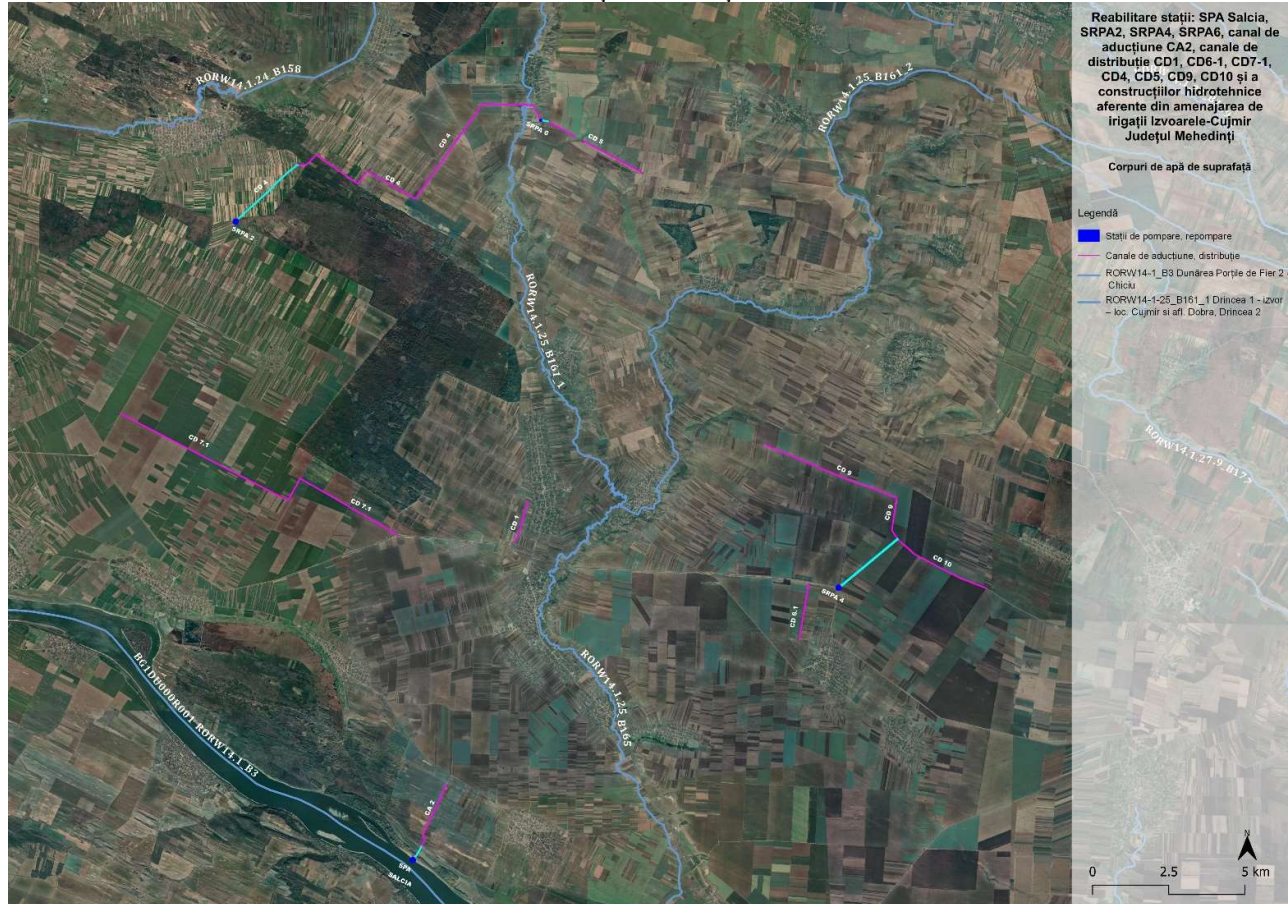 Reabilitare stații: SPA Salcia,
SRPA2, SRPA4, SRPA6, canal de
aducțiune CA2, canale de
distribuție CD1, CD6-1, CD7-1,
CD4, CD5, CD9, CD10 și a
construcțiilor hidrotehnice
aferente din amenajarea de
irigații Izvoarele-Cujmir
Județul Mehedinți
Corpuri de apă de suprafață
Legendă
Stații de pompare, repompare
Canale de aducțiune, distribuție
RORW14-1_B3 Dunărea Porțile de Fier 2 -
Chiciu
RORW14-1-25_B161_1 Drincea 1 - izvor
– loc. Cujmir si afl. Dobra, Drincea 2
RORW14.1.24_B158
RORW14.1.25_B161_2
CD 4
SRPA 6
CD 5
CD 4
CD 4
SRPA 2
RORW14.1.25_B161_1
RORW14.1.27.9_B175
CD 7.1
CD 7.1
CD 1
CD 9
CD 9
CD 10
SRPA 4
CD 6.1
RORW14.1.25_B165
BG1DU000R001 RORW14.1_B3
CA 2
SPA
SALCIA
N
0 2.5 5 km